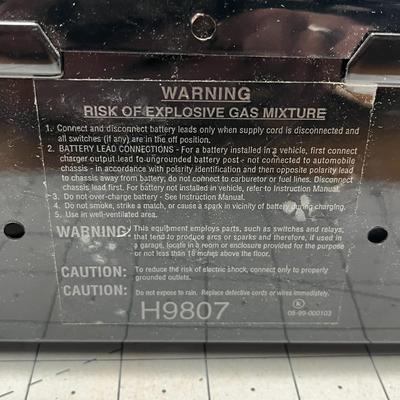 WARNING
RISK OF EXPLOSIVE GAS MIXTURE
1. Connect and disconnect battery leads only when supply cord is disconnected and
all switches (if any) are in the off position.
2. BATTERY LEAD CONNECTIONS - For a battery installed in a vehicle, first connect
charger output lead to ungrounded battery post - not connected to automobile
chassis - in accordance with polarity identification and then opposite polarity lead
to chassis away from battery, do not connect to carburetor or fuel lines. Disconnect
chassis lead first. For battery not installed in vehicle, refer to Instruction Manual.
3. Do not over-charge battery - See Instruction Manual.
4. Do not smoke, strike a match, or cause a spark in vicinity of battery during charging.
5. Use in well-ventilated area.
WARNING: This equipment employs parts, such as switches and relays,
that tend to produce arcs or sparks and therefore, if used in
a garage, locate in a room or enclosure provided for the purpose
or not less than 18 inches above the floor.
CAUTION: To reduce the risk of electric shock, connect only to properly
grounded outlets.
CAUTION: Do not expose to rain. Replace defective cords or wires immediately.
H9807
08-99-000103